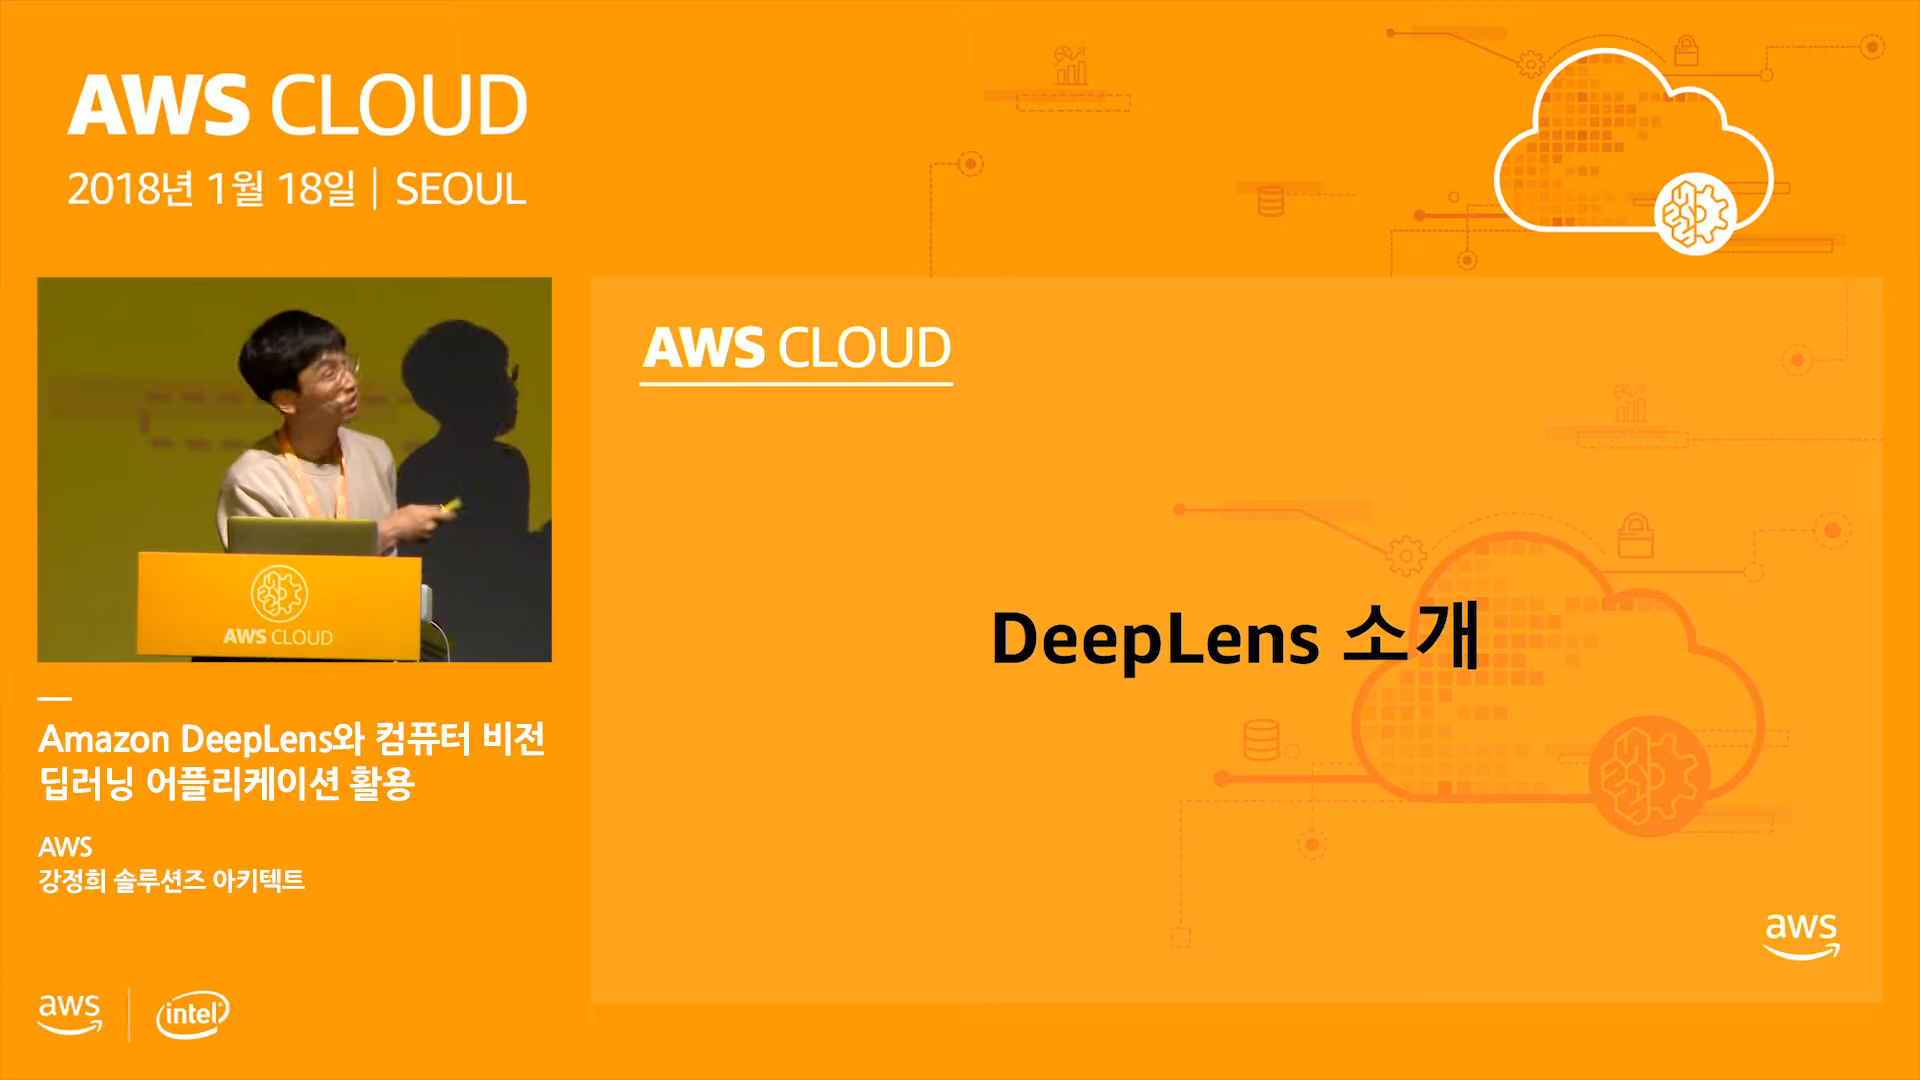 AWS CLOUD
2018년 1월 18일 | SEOUL
AWS CLOUD
Amazon DeepLens와 컴퓨터 비전
딥러닝 어플리케이션 활용
AWS
강정희 솔루션즈 아키텍트
aws
intel
AWS CLOUD
DeepLens 소개
aws